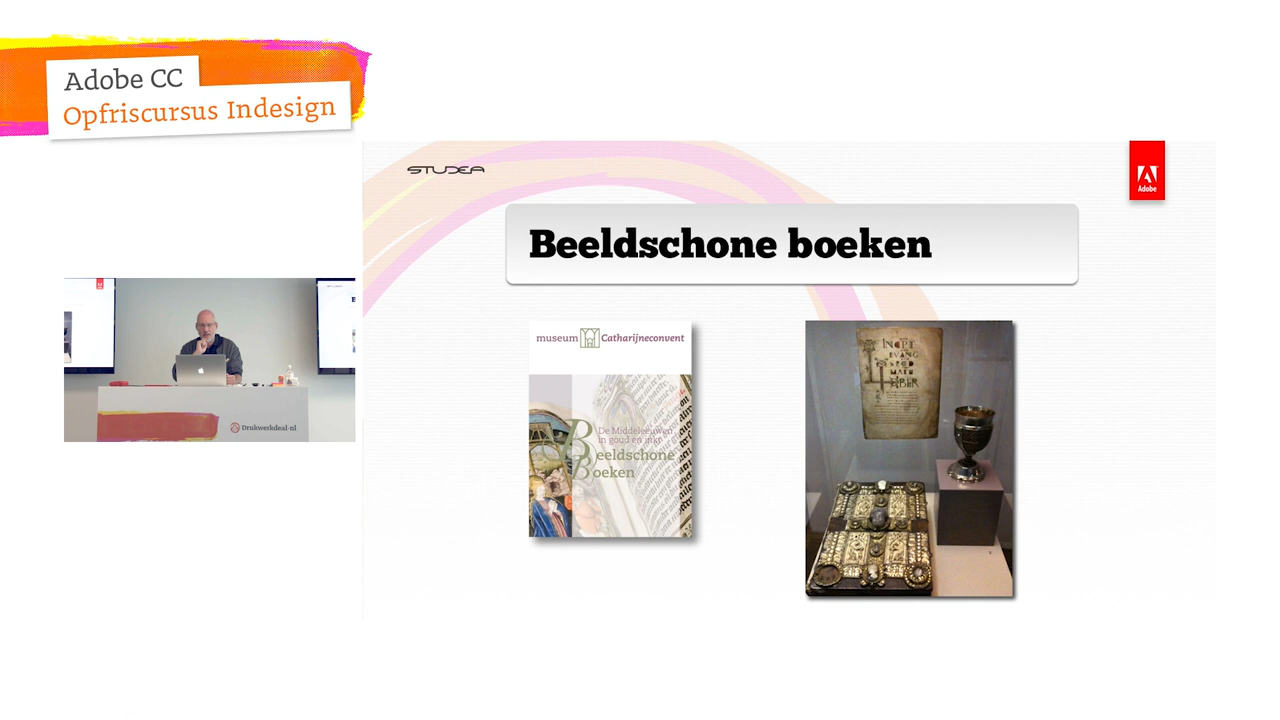 Adobe CC
Opfriscursus Indesign
STUDEA
Adobe
Beeldschone boeken
museum Catharijneconvent
De Middeleeuwen
in goud en inkt
Beeldschone
Boeken
Drukwerkdeal.nl